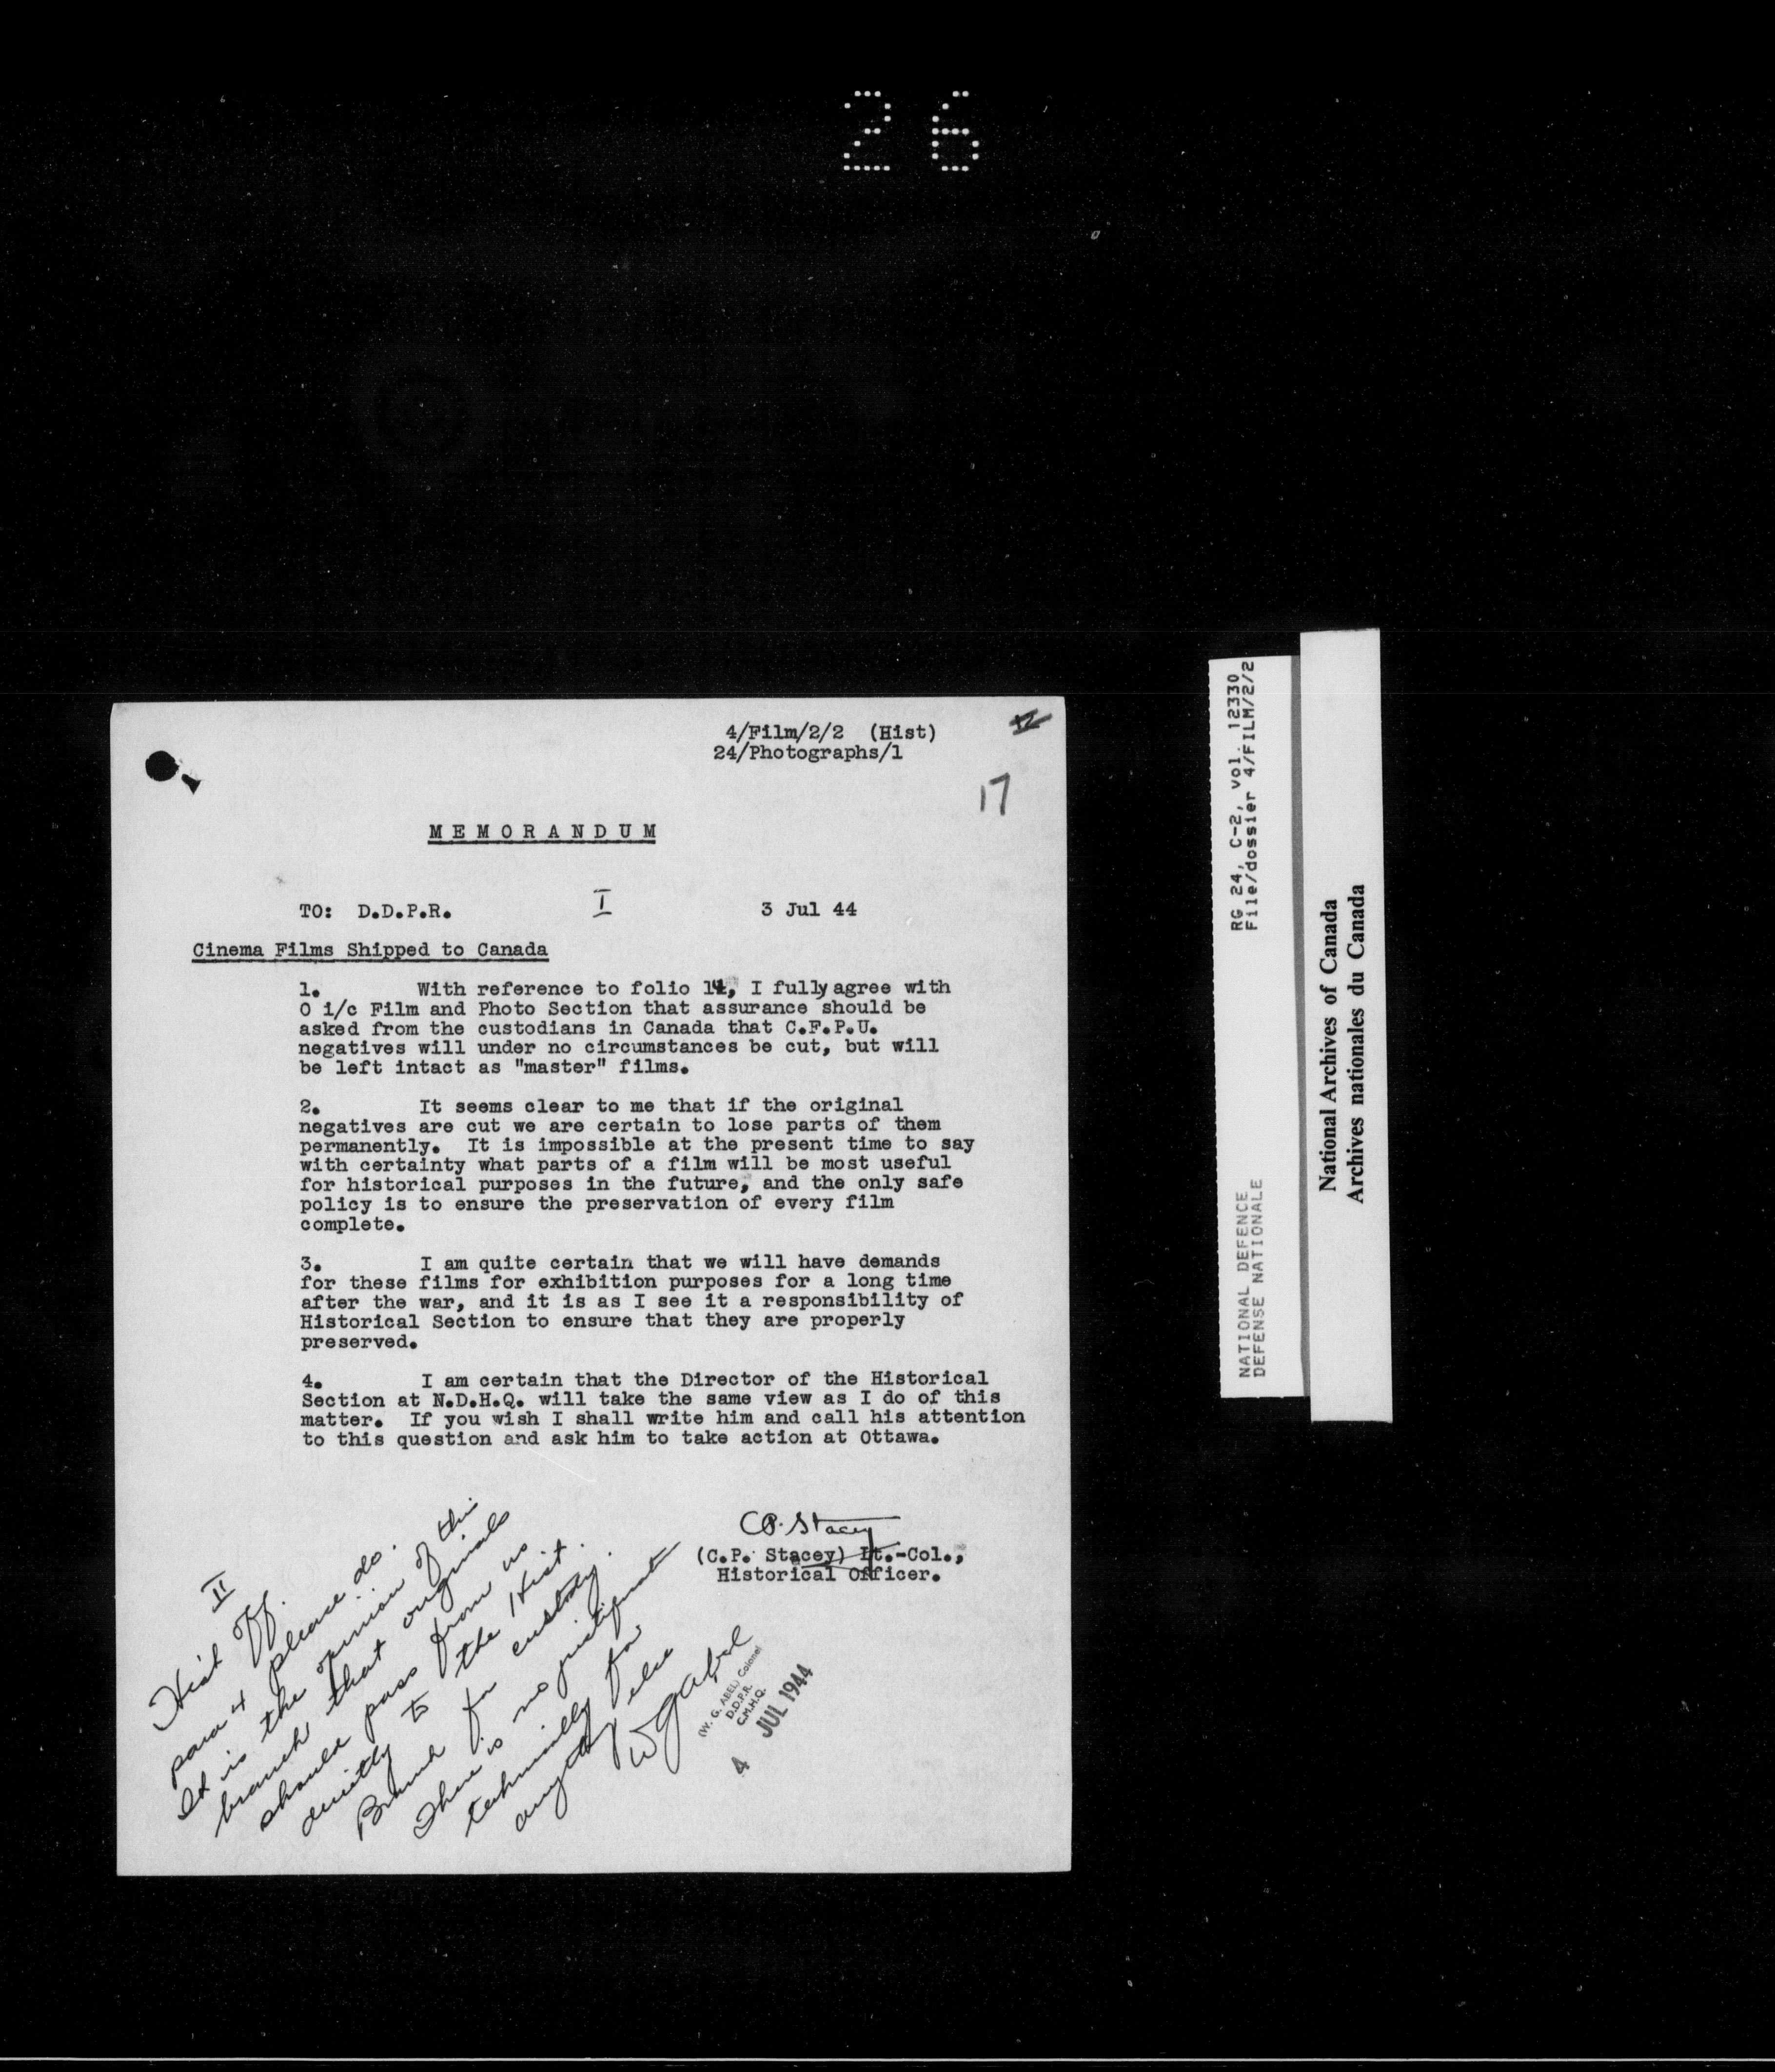 26
4/Film/2/2 (Hist)
24/Photographs/1
17
MEMORANDUM
TO: D.D.P.R.
I
3 Jul 44
Cinema Films Shipped to Canada
1. With reference to folio 14, I fully agree with
O i/c Film and Photo Section that assurance should be
asked from the custodians in Canada that C.F.P.U.
negatives will under no circumstances be cut, but will
be left intact as "master" films.
2. It seems clear to me that if the original
negatives are cut we are certain to lose parts of them
permanently. It is impossible at the present time to say
with certainty what parts of a film will be most useful
for historical purposes in the future, and the only safe
policy is to ensure the preservation of every film
complete.
3. I am quite certain that we will have demands
for these films for exhibition purposes for a long time
after the war, and it is as I see it a responsibility of
Historical Section to ensure that they are properly
preserved.
4. I am certain that the Director of the Historical
Section at N.D.H.Q. will take the same view as I do of this
matter. If you wish I shall write him and call his attention
to this question and ask him to take action at Ottawa.
C.P. Stacey
(C.P. Stacey) Lt.-Col.,
Historical Officer.
II
Hist Off.
para 4 please do.
It is the opinion of this
branch that originals
should pass from us
directly to the Hist.
Branch for custody.
There is no
technically for
anything else
W G Abel
(W. G. ABEL) Colonel
D.D.P.R.
C.M.H.Q.
4 JUL 1944
RG 24, C-2, vol. 12330
File/dossier 4/FILM/2/2
NATIONAL DEFENCE
DEFENSE NATIONALE
National Archives of Canada
Archives nationales du Canada